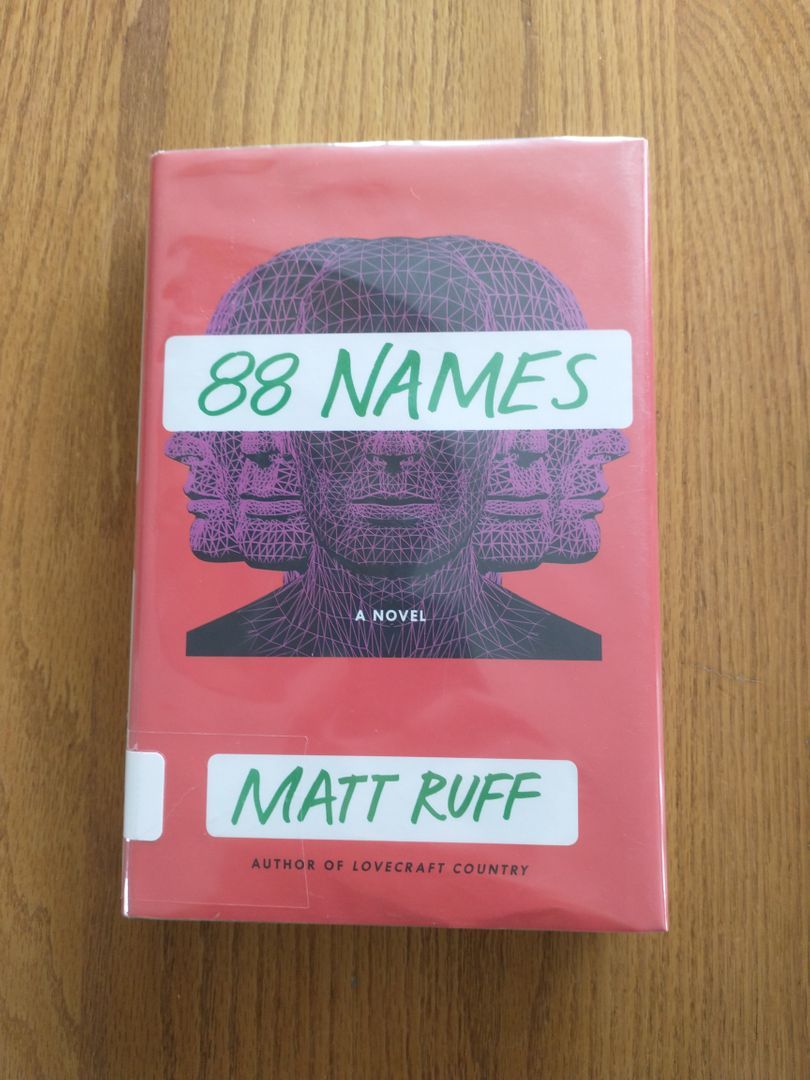 88 NAMES
A NOVEL
MATT RUFF
AUTHOR OF LOVECRAFT COUNTRY